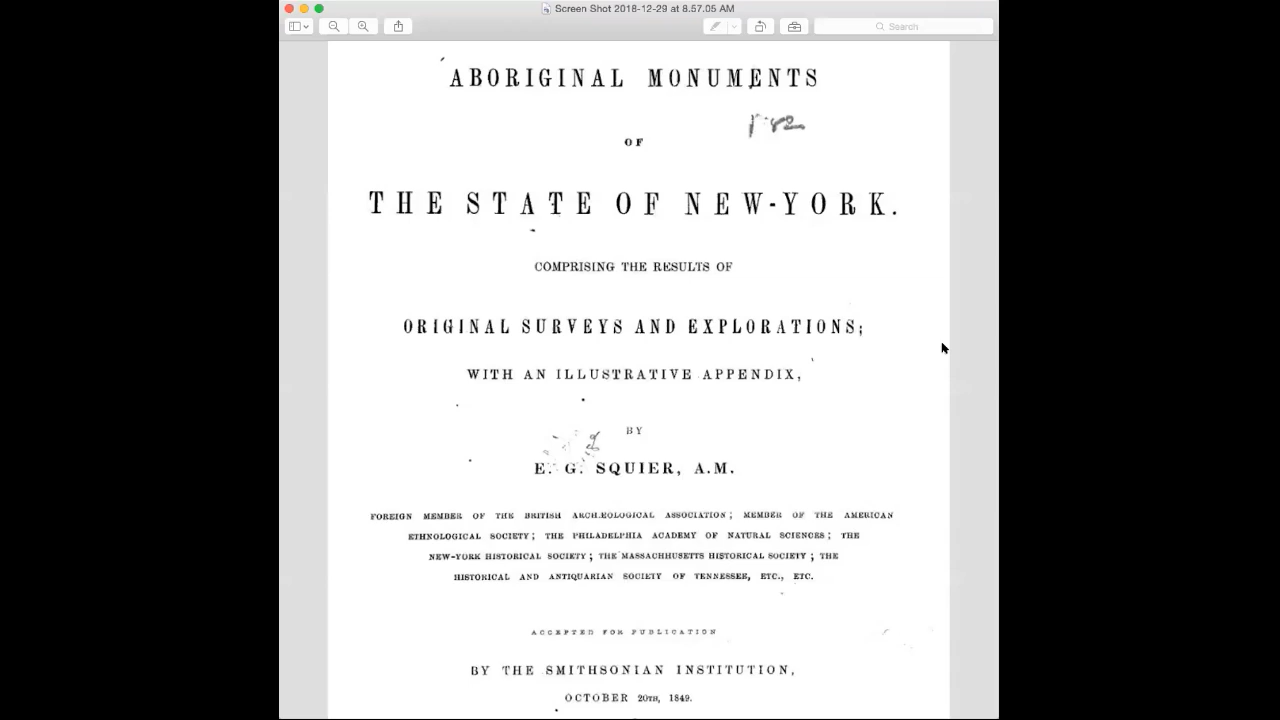 Screen Shot 2018-12-29 at 8.57.05 AM
Search
ABORIGINAL MONUMENTS
OF
THE STATE OF NEW-YORK.
COMPRISING THE RESULTS OF
ORIGINAL SURVEYS AND EXPLORATIONS;
WITH AN ILLUSTRATIVE APPENDIX,
BY
E. G. SQUIER, A.M.
FOREIGN MEMBER OF THE BRITISH ARCHÆOLOGICAL ASSOCIATION; MEMBER OF THE AMERICAN
ETHNOLOGICAL SOCIETY; THE PHILADELPHIA ACADEMY OF NATURAL SCIENCES; THE
NEW-YORK HISTORICAL SOCIETY; THE MASSACHUSETTS HISTORICAL SOCIETY; THE
HISTORICAL AND ANTIQUARIAN SOCIETY OF TENNESSEE, ETC., ETC.
ACCEPTED FOR PUBLICATION
BY THE SMITHSONIAN INSTITUTION,
OCTOBER 20TH, 1849.